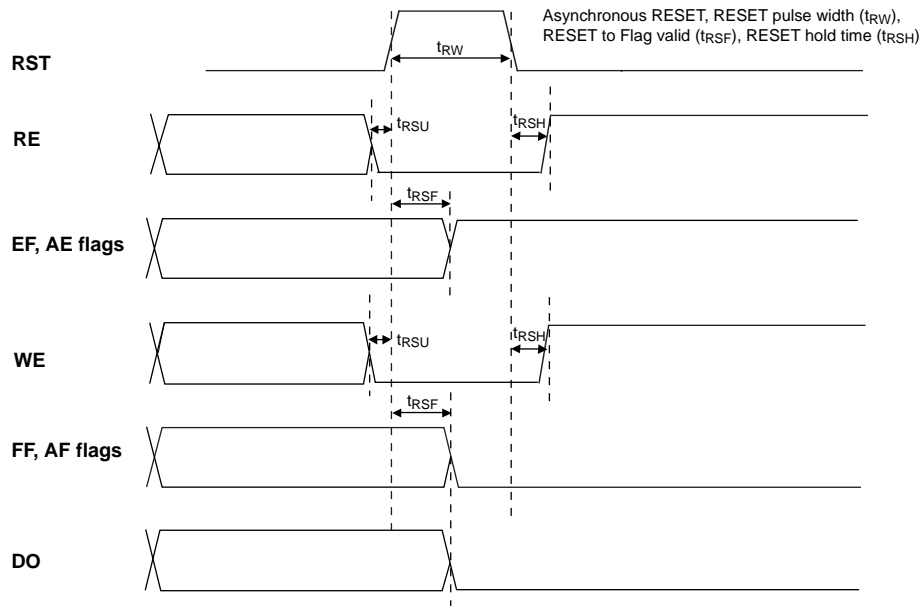 Asynchronous RESET, RESET pulse width (tRW),
RESET to Flag valid (tRSF), RESET hold time (tRSH)
tRW
RST
tRSU
tRSH
RE
tRSF
EF, AE flags
tRSU
tRSH
WE
tRSF
FF, AF flags
DO